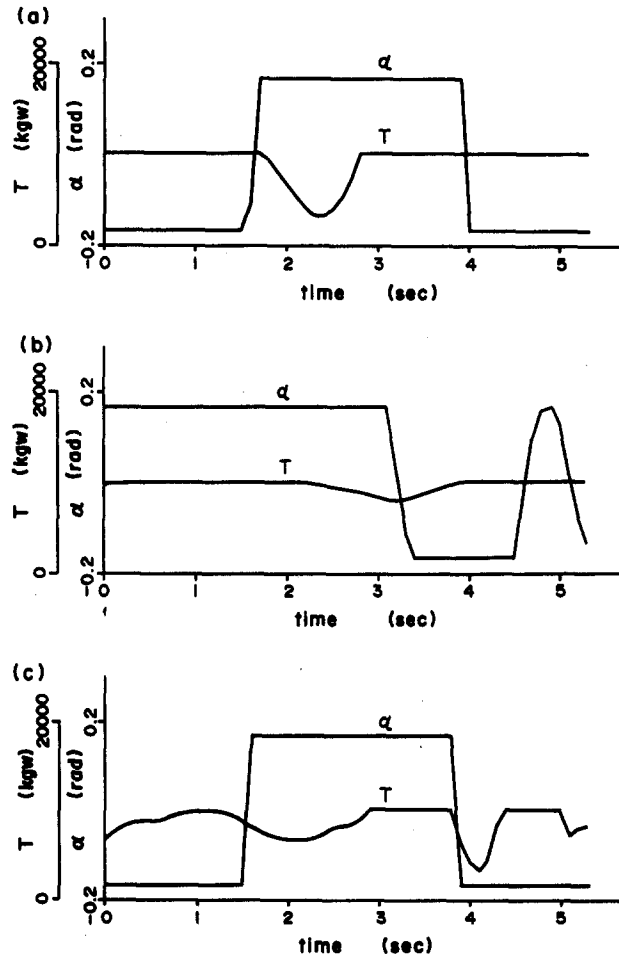 (a)
20000
0.2
α
T
T (kgw)
α (rad)
0
-0.2
0 1 2 3 4 5
time (sec)
(b)
20000
0.2
α
T
T (kgw)
α (rad)
0
-0.2
0 1 2 3 4 5
time (sec)
(c)
20000
0.2
α
T
T (kgw)
α (rad)
0
-0.2
0 1 2 3 4 5
time (sec)